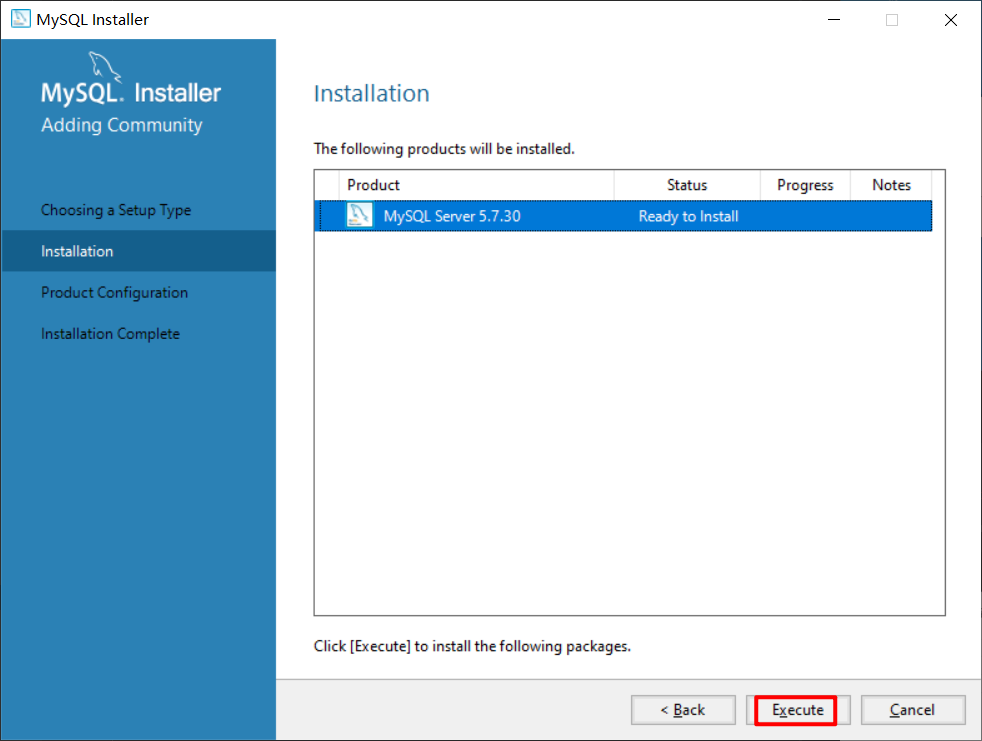 MySQL Installer
MySQL. Installer
Adding Community
Choosing a Setup Type
Installation
Product Configuration
Installation Complete
Installation
The following products will be installed.
Product Status Progress Notes
MySQL Server 5.7.30 Ready to Install
Click [Execute] to install the following packages.
< Back Execute Cancel